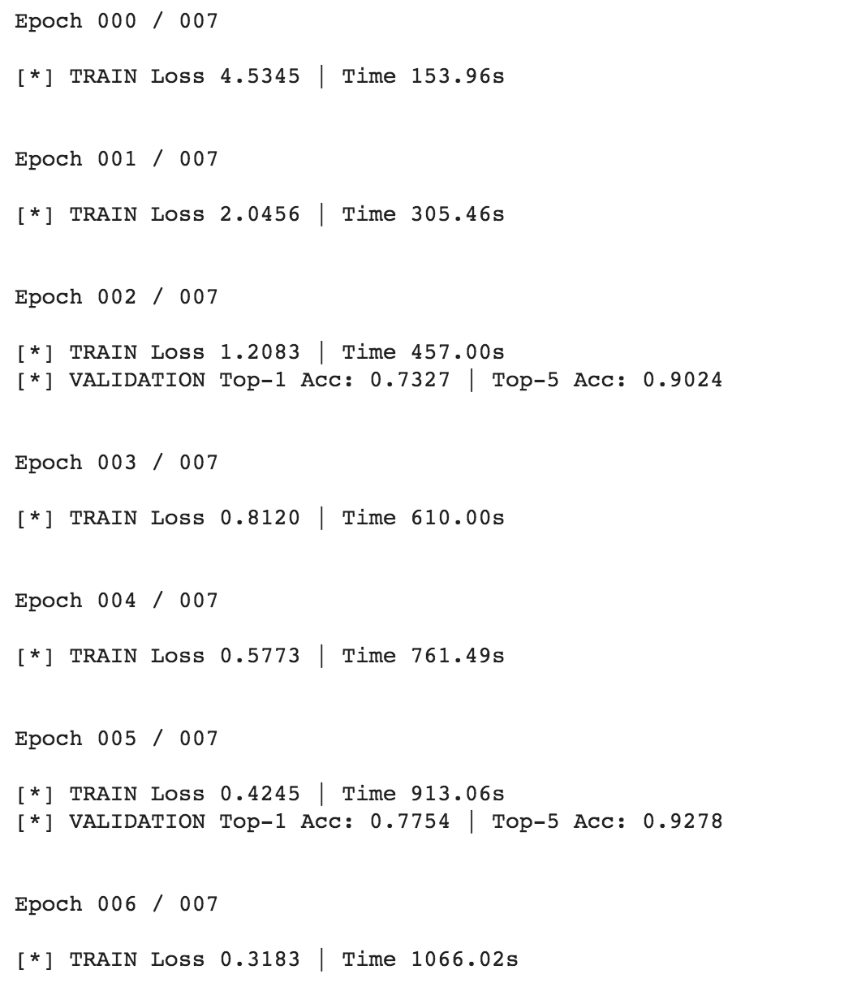 Epoch 000 / 007
[*] TRAIN Loss 4.5345 | Time 153.96s
Epoch 001 / 007
[*] TRAIN Loss 2.0456 | Time 305.46s
Epoch 002 / 007
[*] TRAIN Loss 1.2083 | Time 457.00s
[*] VALIDATION Top-1 Acc: 0.7327 | Top-5 Acc: 0.9024
Epoch 003 / 007
[*] TRAIN Loss 0.8120 | Time 610.00s
Epoch 004 / 007
[*] TRAIN Loss 0.5773 | Time 761.49s
Epoch 005 / 007
[*] TRAIN Loss 0.4245 | Time 913.06s
[*] VALIDATION Top-1 Acc: 0.7754 | Top-5 Acc: 0.9278
Epoch 006 / 007
[*] TRAIN Loss 0.3183 | Time 1066.02s